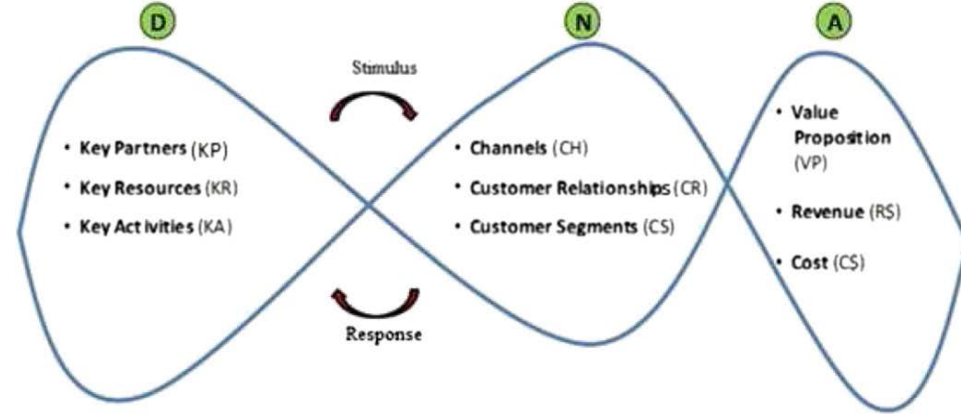 D
N
A
Stimulus
• Key Partners (KP)
• Key Resources (KR)
• Key Activities (KA)
• Channels (CH)
• Customer Relationships (CR)
• Customer Segments (CS)
• Value
Proposition
(VP)
• Revenue (R$)
• Cost (C$)
Response